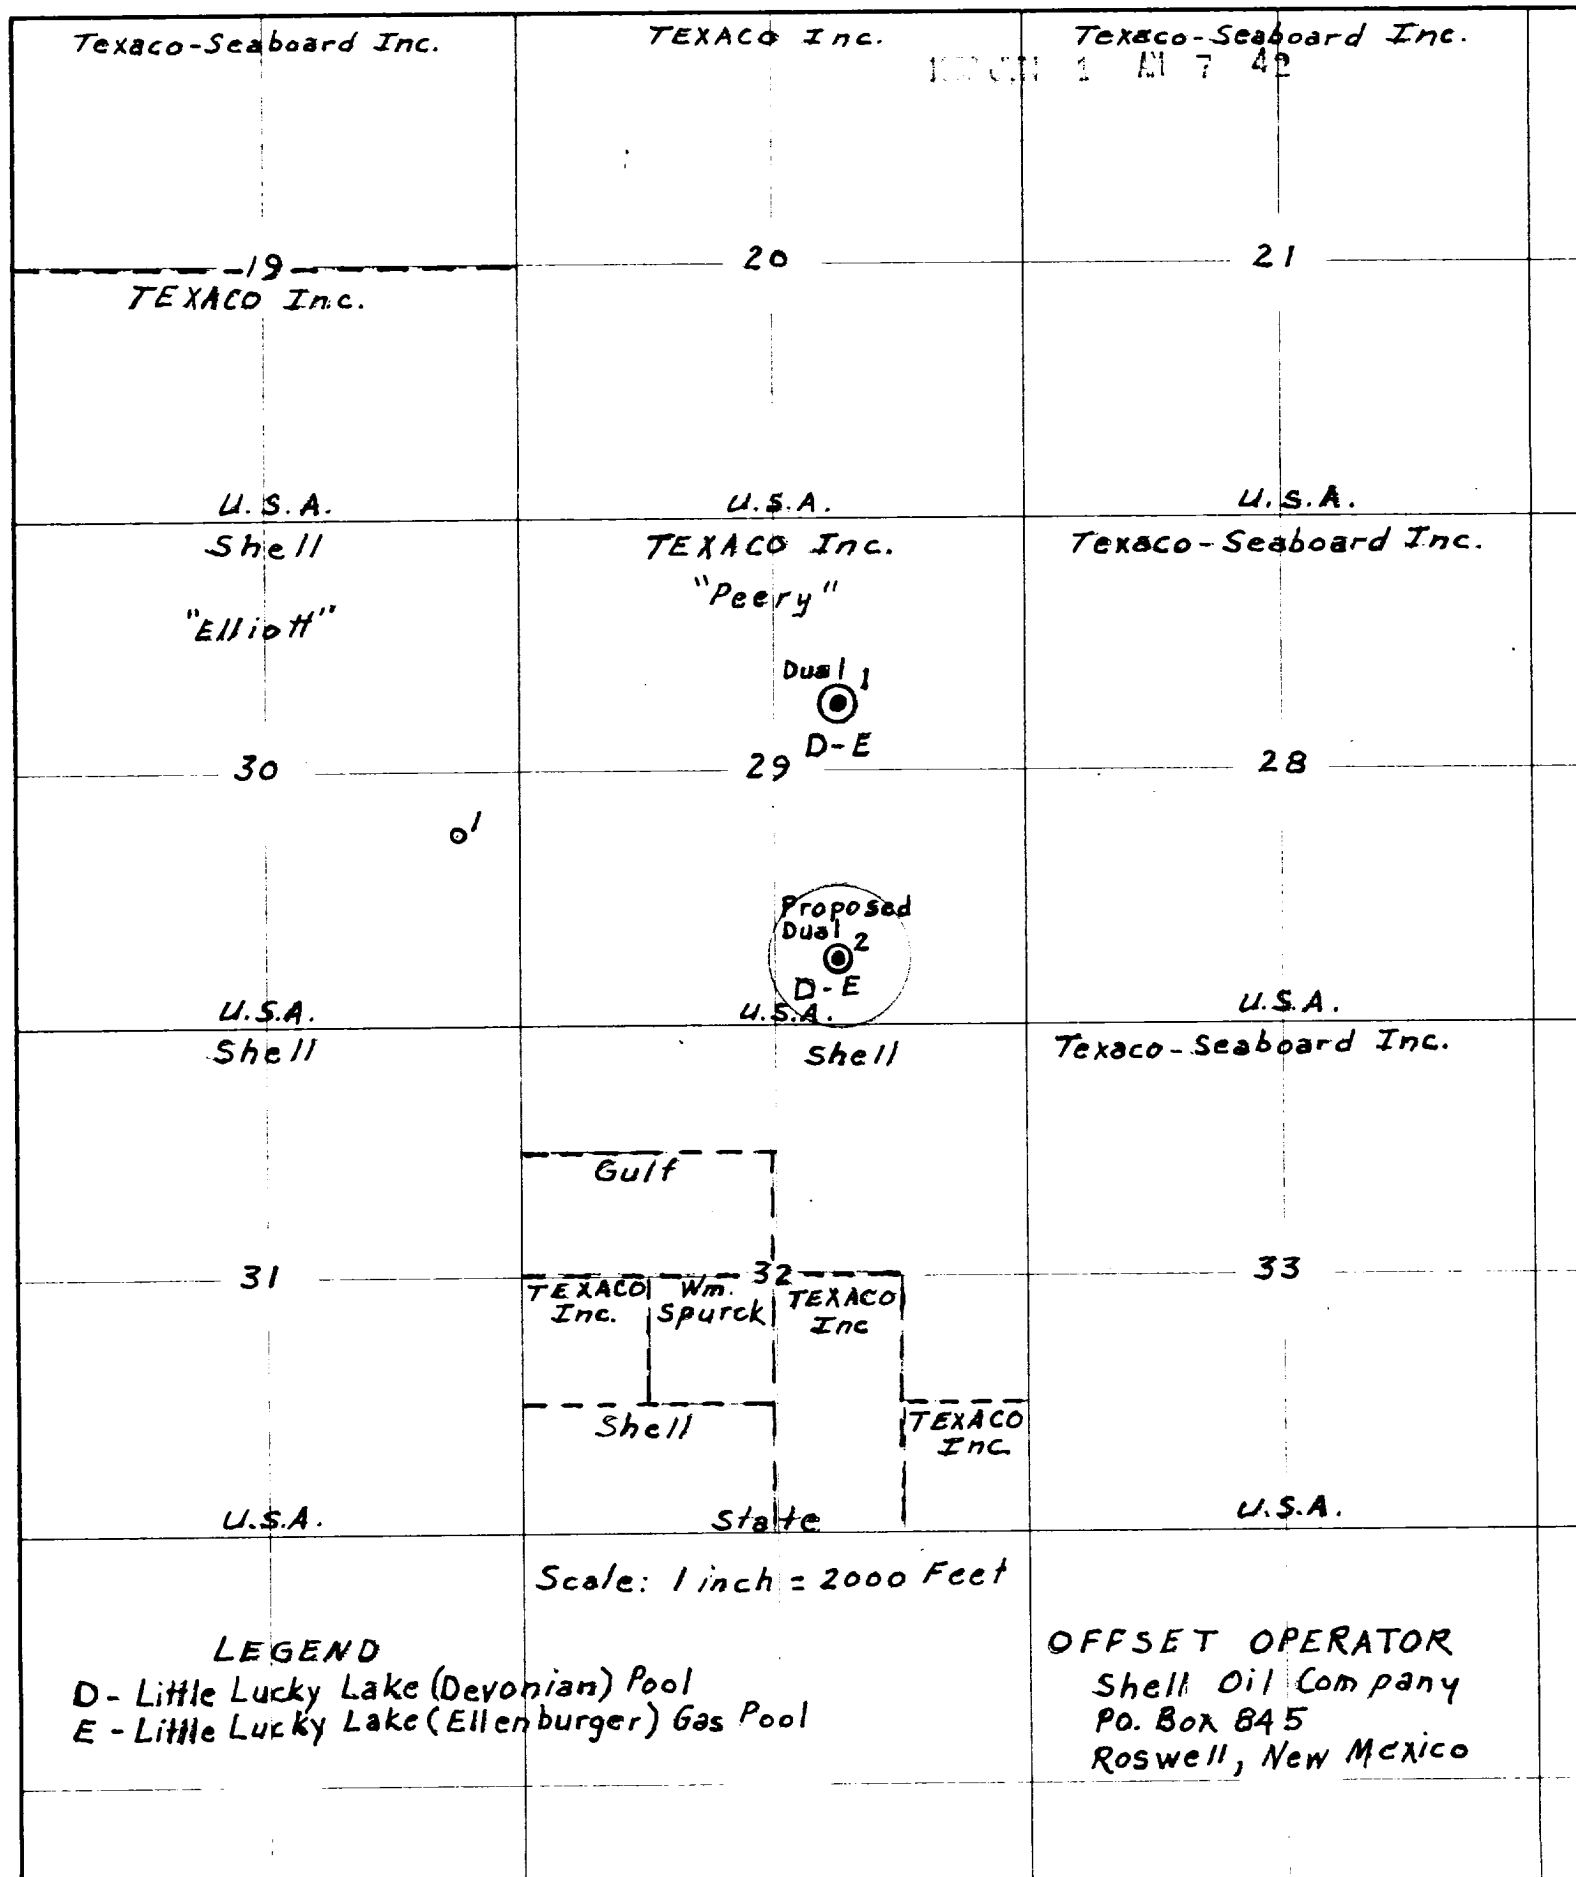 Texaco-Seaboard Inc.
TEXACO Inc.
Texaco-Seaboard Inc.
1 AM 7 42
19
TEXACO Inc.
20
21
U.S.A.
U.S.A.
U.S.A.
Shell
"Elliott"
TEXACO Inc.
"Peery"
Texaco-Seaboard Inc.
Dual 1
D-E
30
29
28
1
Proposed
Dual 2
D-E
U.S.A.
U.S.A.
U.S.A.
Shell
Shell
Texaco-Seaboard Inc.
Gulf
31
32
33
TEXACO
Inc.
Wm.
Spurck
TEXACO
Inc
Shell
TEXACO
Inc.
U.S.A.
State
U.S.A.
Scale: 1 inch = 2000 Feet
LEGEND
D - Little Lucky Lake (Devonian) Pool
E - Little Lucky Lake (Ellenburger) Gas Pool
OFFSET OPERATOR
Shell Oil Company
P.O. Box 845
Roswell, New Mexico